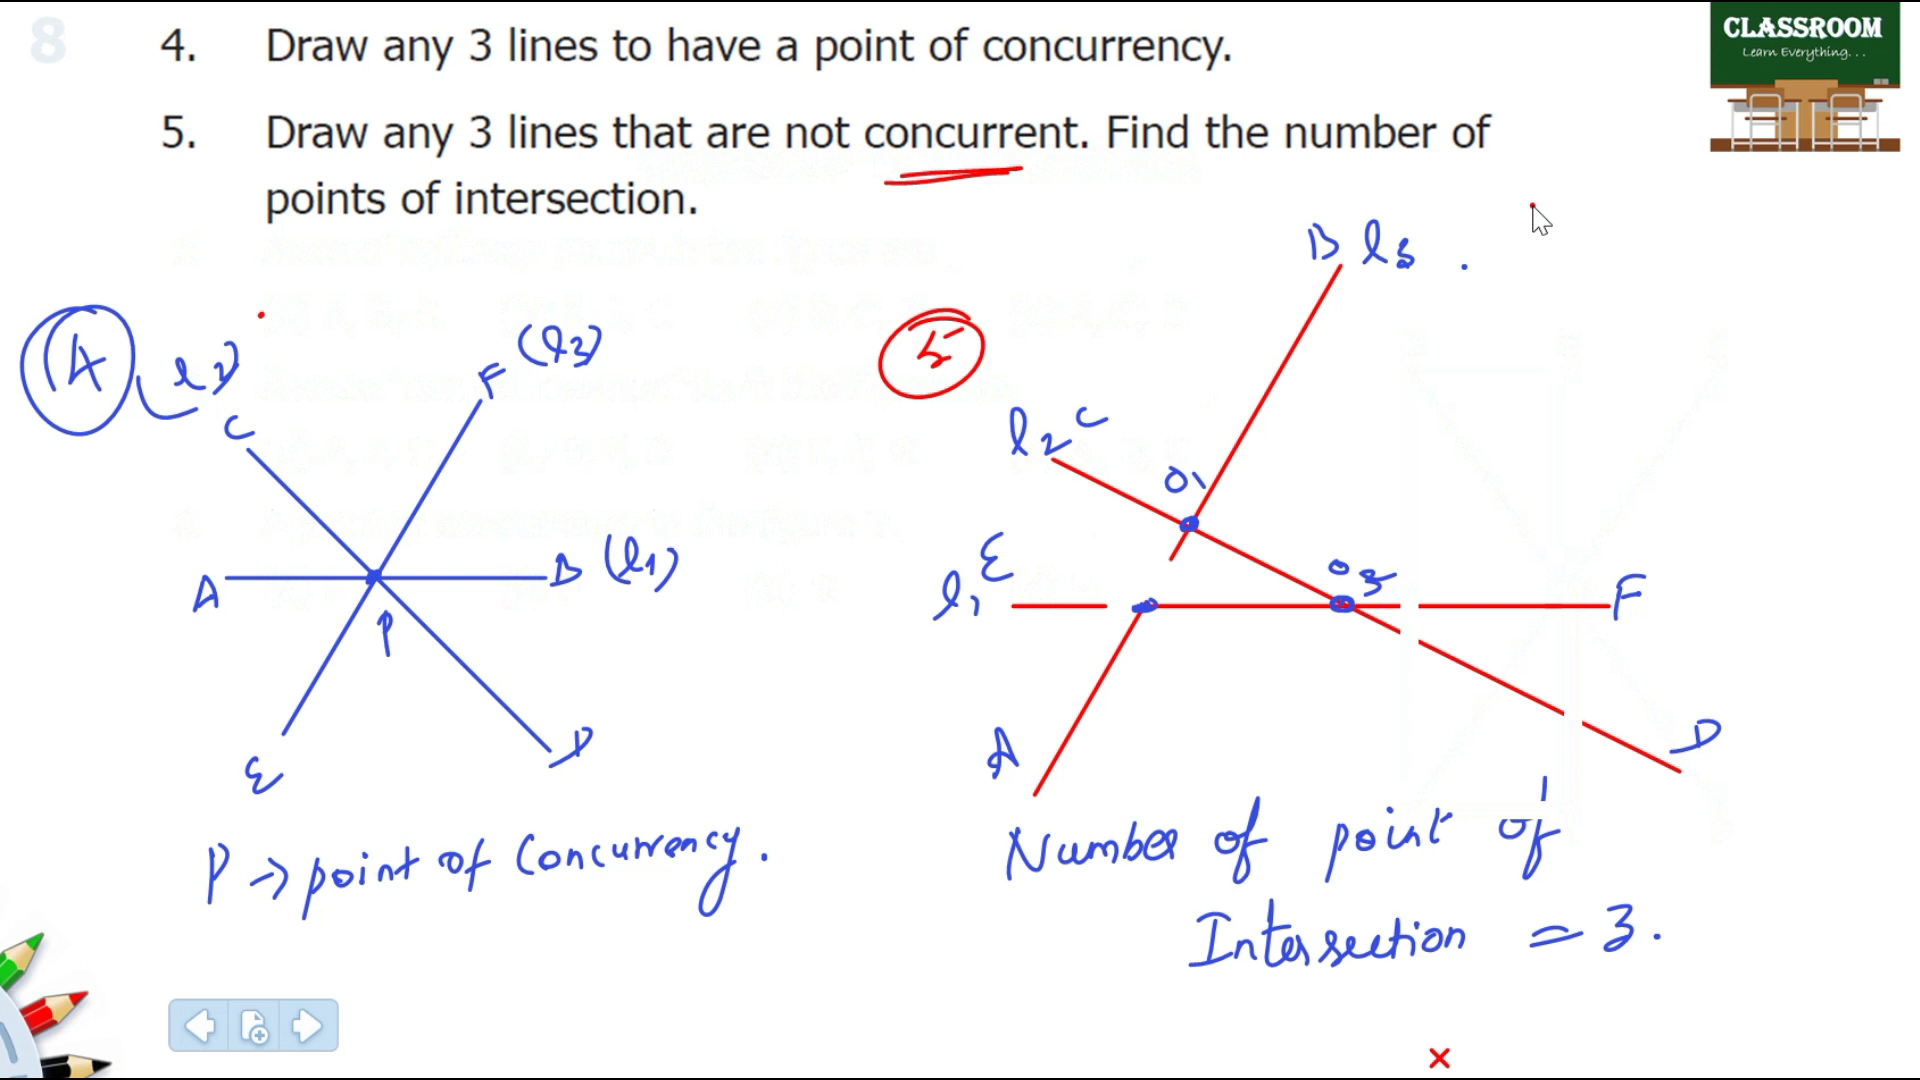 8
4. Draw any 3 lines to have a point of concurrency.
5. Draw any 3 lines that are not concurrent. Find the number of
points of intersection.
CLASSROOM
Learn Everything...
4
l2
C
F (l3)
A
B (l1)
P
E
D
P → point of Concurrency.
5
B l3
l2 C
O1
l1 E
O3
F
A
D
Number of point of
Intersection = 3.